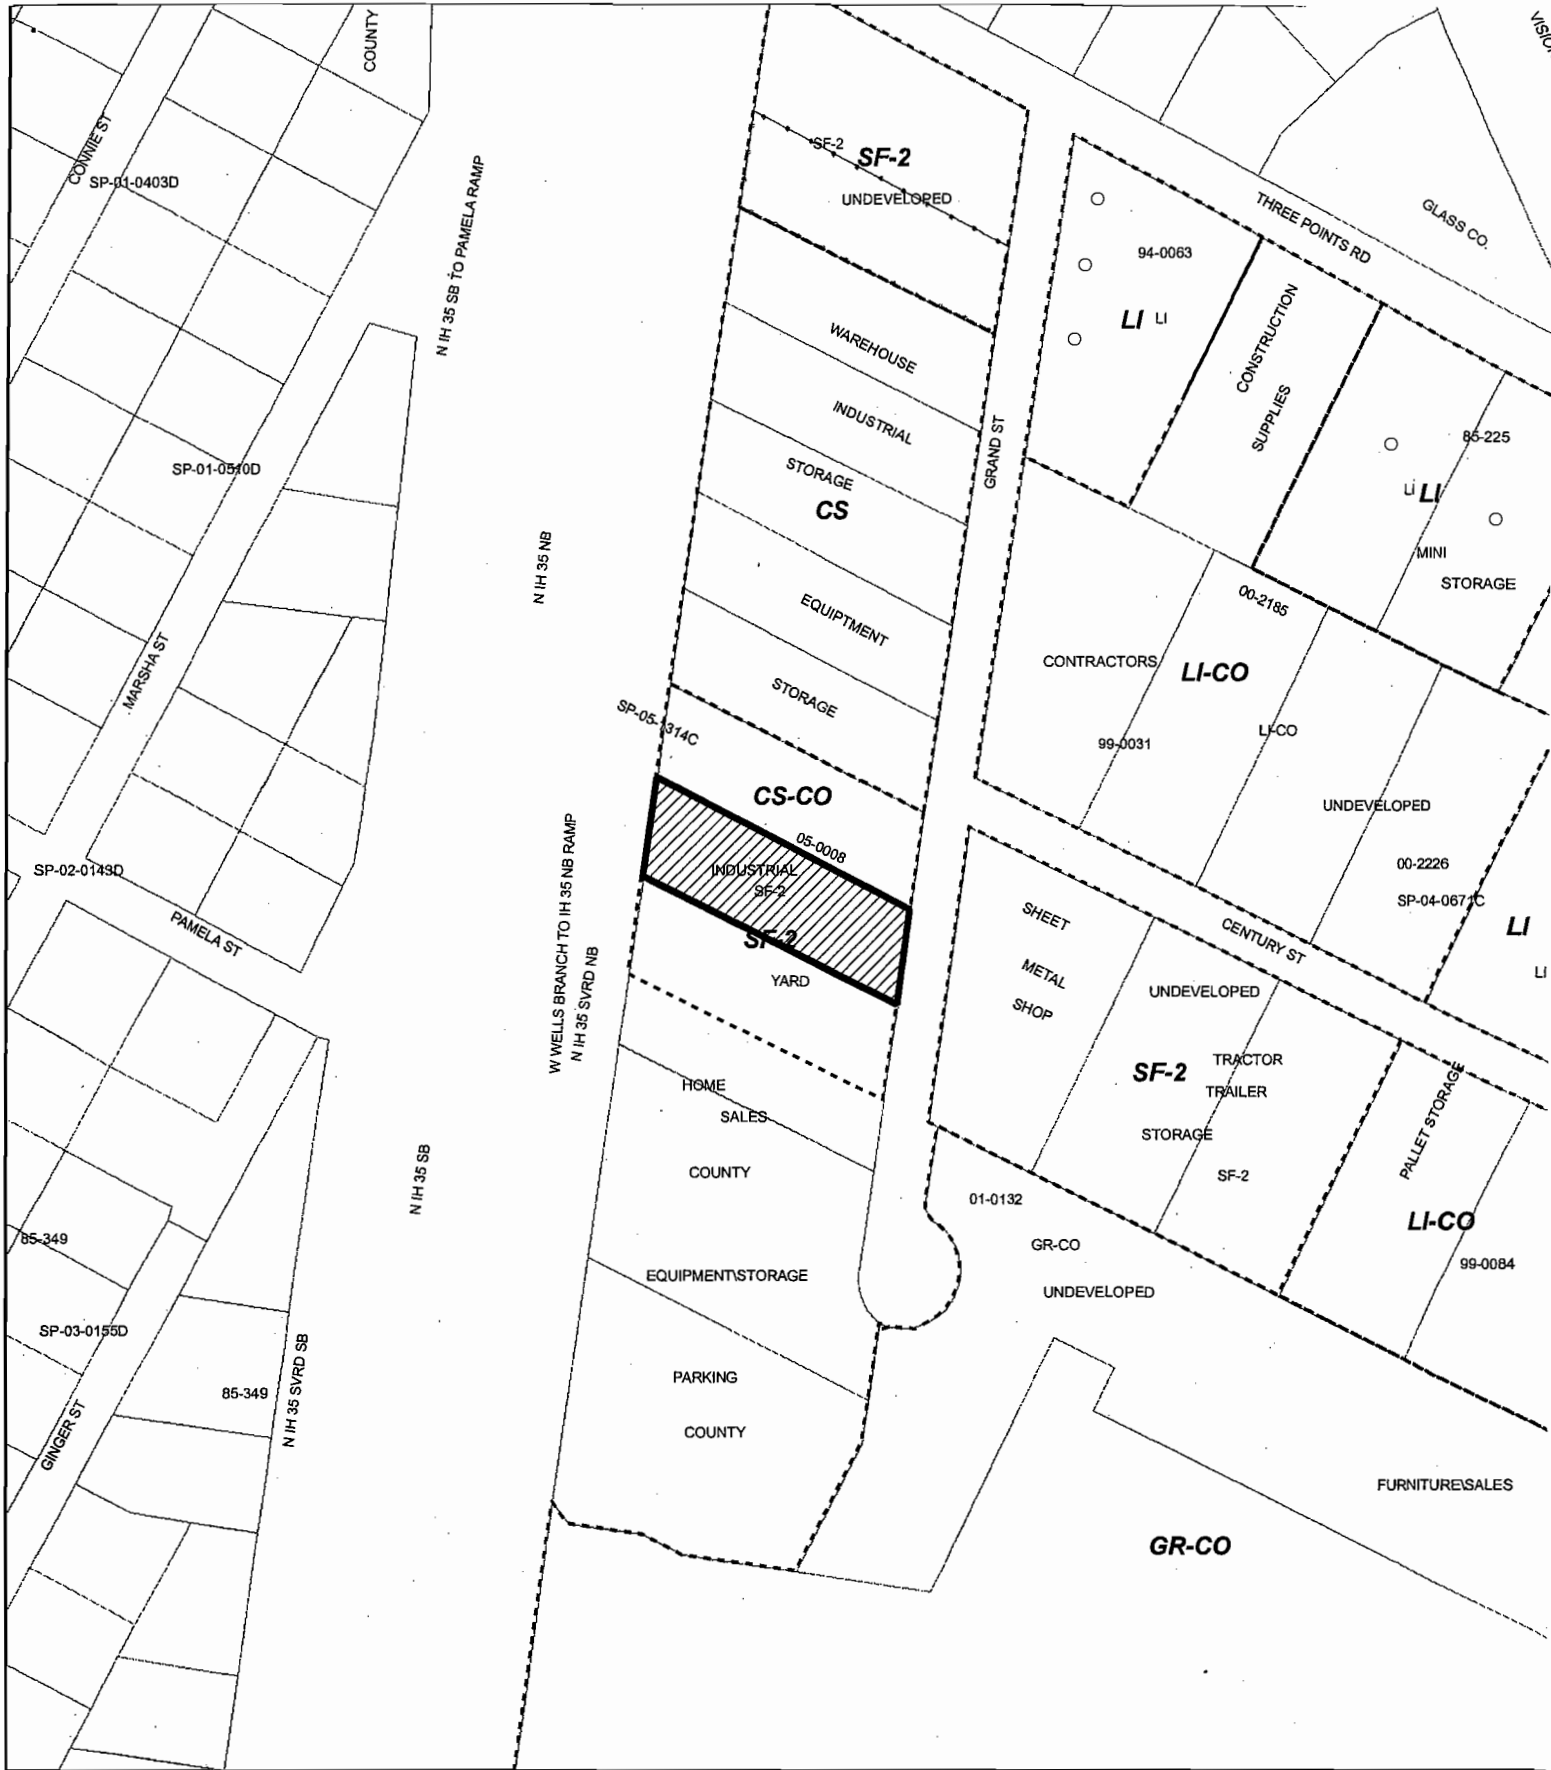 COUNTY
CONNIE ST
SP-01-0403D
N IH 35 SB TO PAMELA RAMP
SF-2
SF-2
UNDEVELOPED
THREE POINTS RD
GLASS CO.
94-0063
LI
LI
CONSTRUCTION
SUPPLIES
WAREHOUSE
INDUSTRIAL
STORAGE
CS
GRAND ST
85-225
LI
LI
MINI
STORAGE
SP-01-0510D
N IH 35 NB
EQUIPTMENT
STORAGE
00-2185
CONTRACTORS
LI-CO
LI-CO
99-0031
MARSHA ST
SP-05-1314C
CS-CO
05-0008
INDUSTRIAL
SF-2
SF-2
YARD
UNDEVELOPED
00-2226
SP-04-0671C
LI
LI
SP-02-0143D
PAMELA ST
W WELLS BRANCH TO IH 35 NB RAMP
N IH 35 SVRD NB
SHEET
METAL
SHOP
CENTURY ST
UNDEVELOPED
SF-2
TRACTOR
TRAILER
STORAGE
SF-2
PALLET STORAGE
LI-CO
99-0084
HOME
SALES
COUNTY
N IH 35 SB
01-0132
GR-CO
UNDEVELOPED
85-349
EQUIPMENT\STORAGE
SP-03-0155D
85-349
N IH 35 SVRD SB
GINGER ST
PARKING
COUNTY
FURNITURE\SALES
GR-CO